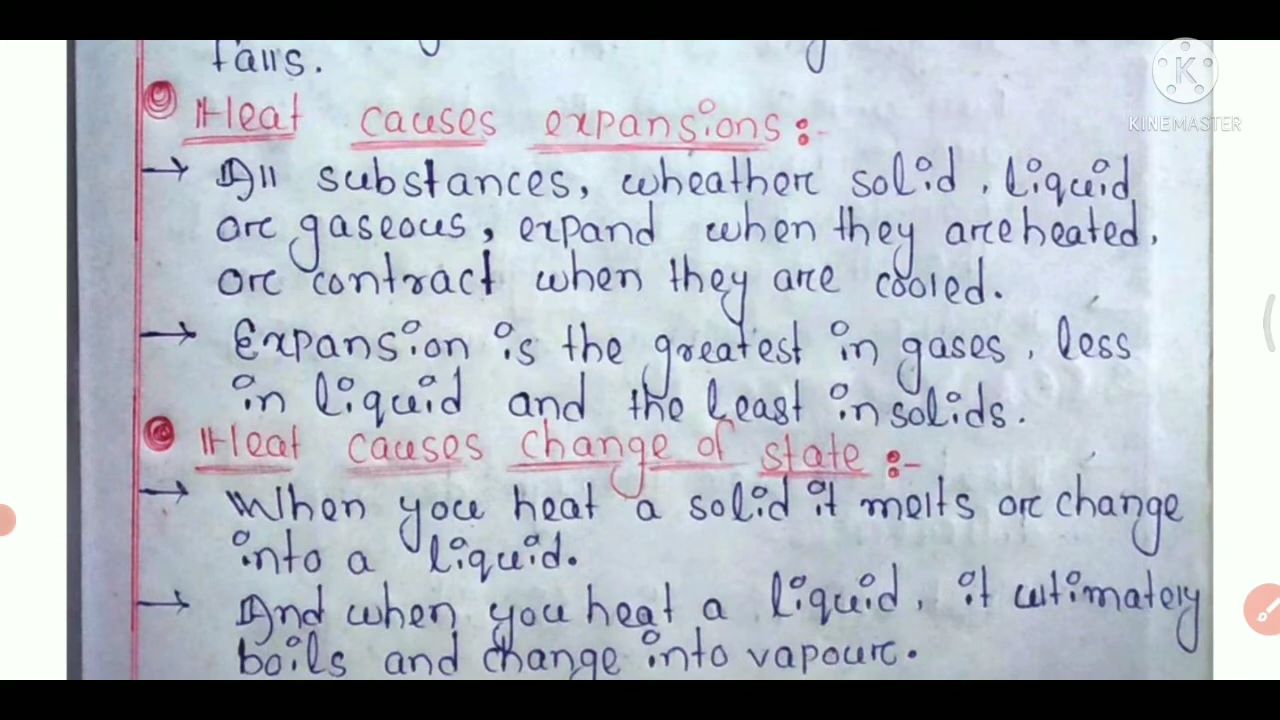 falls.
Heat causes expansions :-
→ All substances, wheather solid, liquid
or gaseous, expand when they are heated,
or contract when they are cooled.
→ Expansion is the greatest in gases, less
in liquid and the least in solids.
Heat causes change of state :-
→ When you heat a solid it melts or change
into a liquid.
→ And when you heat a liquid, it ultimately
boils and change into vapour.
KINEMASTER